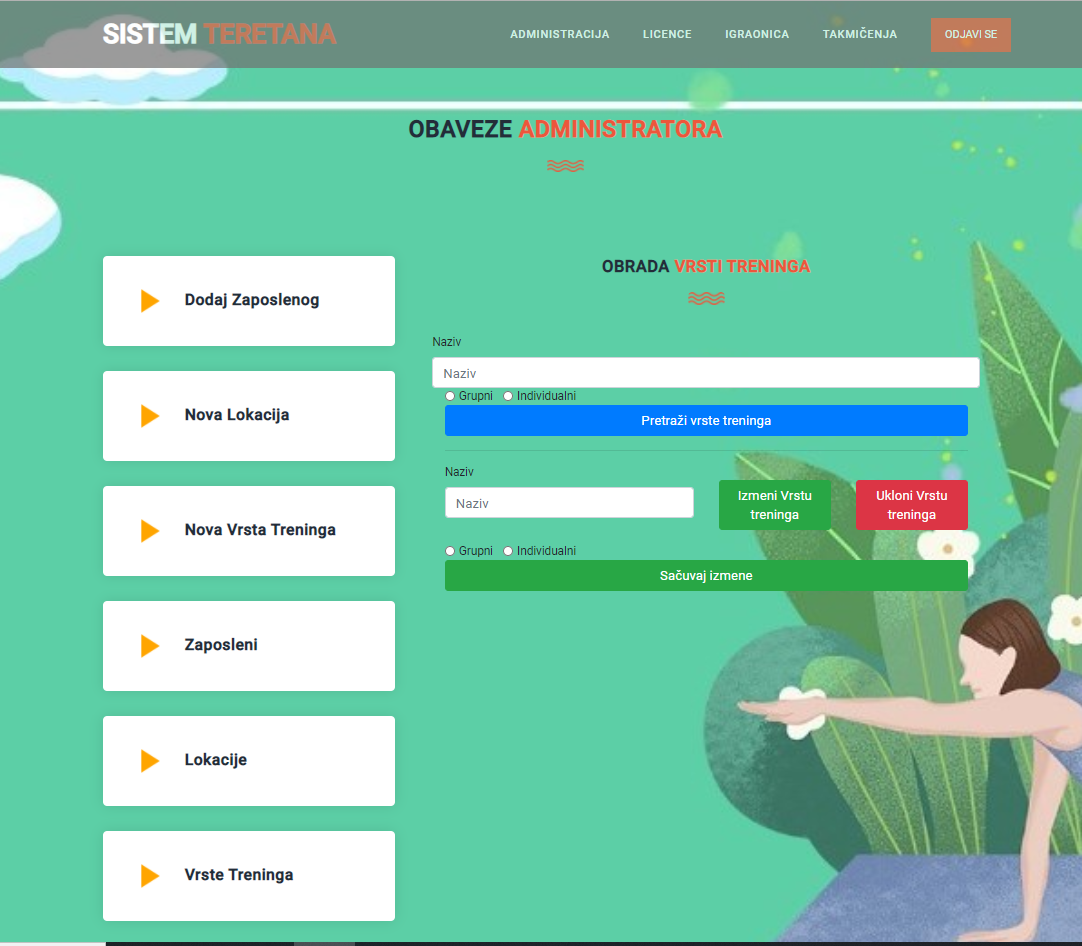 SISTEM TERETANA
ADMINISTRACIJA LICENCE IGRAONICA TAKMIČENJA ODJAVI SE
OBAVEZE ADMINISTRATORA
Dodaj Zaposlenog
Nova Lokacija
Nova Vrsta Treninga
Zaposleni
Lokacije
Vrste Treninga
OBRADA VRSTI TRENINGA
Naziv
Naziv
Grupni Individualni
Pretraži vrste treninga
Naziv
Naziv
Izmeni Vrstu
treninga
Ukloni Vrstu
treninga
Grupni Individualni
Sačuvaj izmene